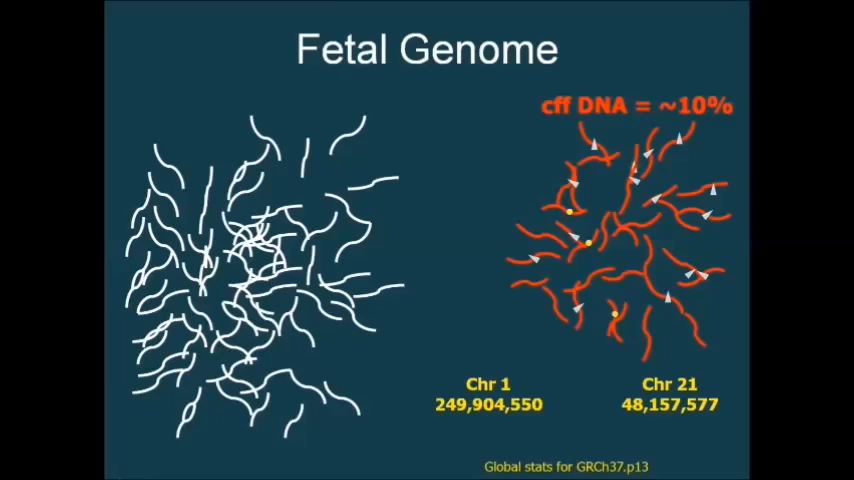 Fetal Genome
cff DNA = ~10%
Chr 1
249,904,550
Chr 21
48,157,577
Global stats for GRCh37.p13